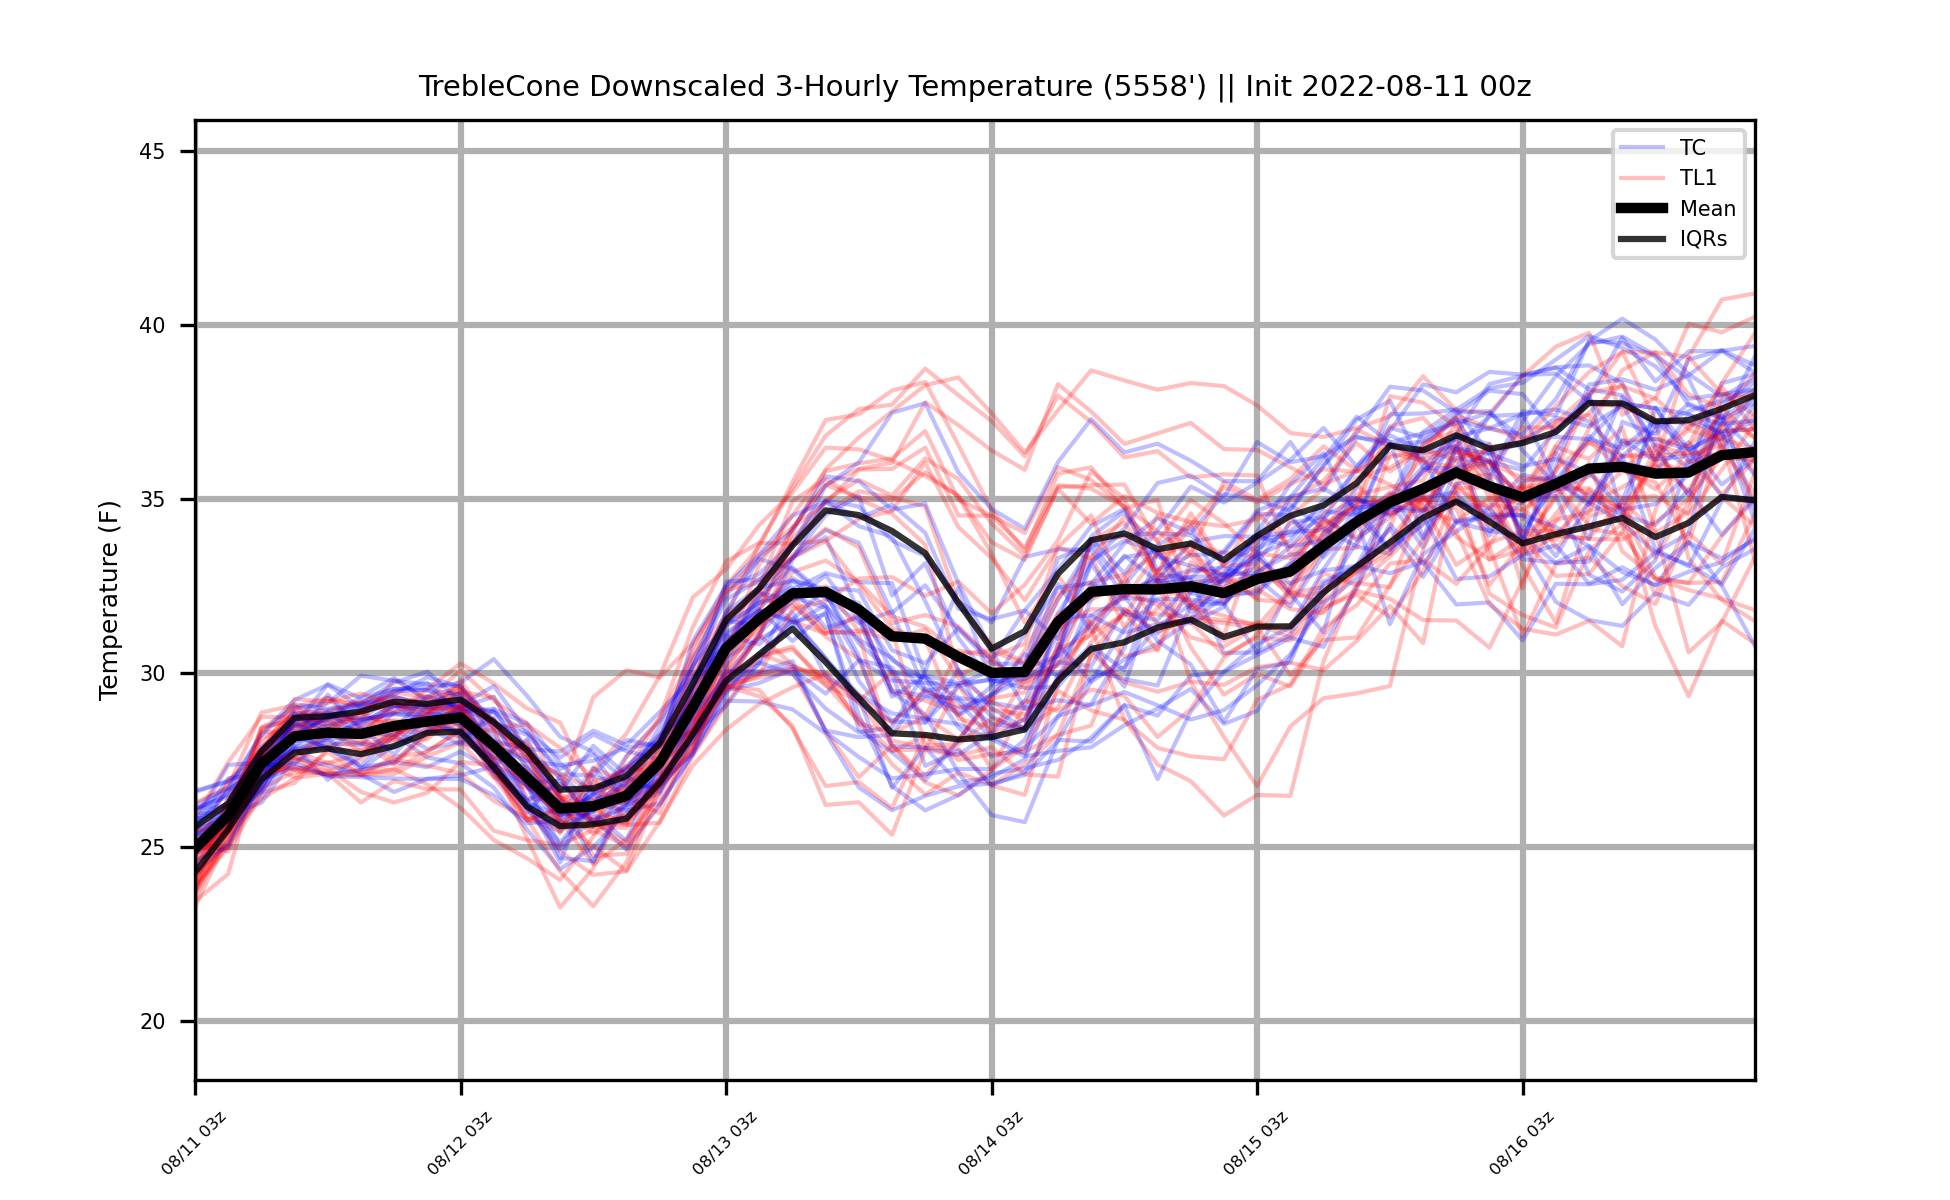 TrebleCone Downscaled 3-Hourly Temperature (5558') || Init 2022-08-11 00z
TC
TL1
Mean
IQRs
Temperature (F)
45
40
35
30
25
20
08/11 03z
08/12 03z
08/13 03z
08/14 03z
08/15 03z
08/16 03z